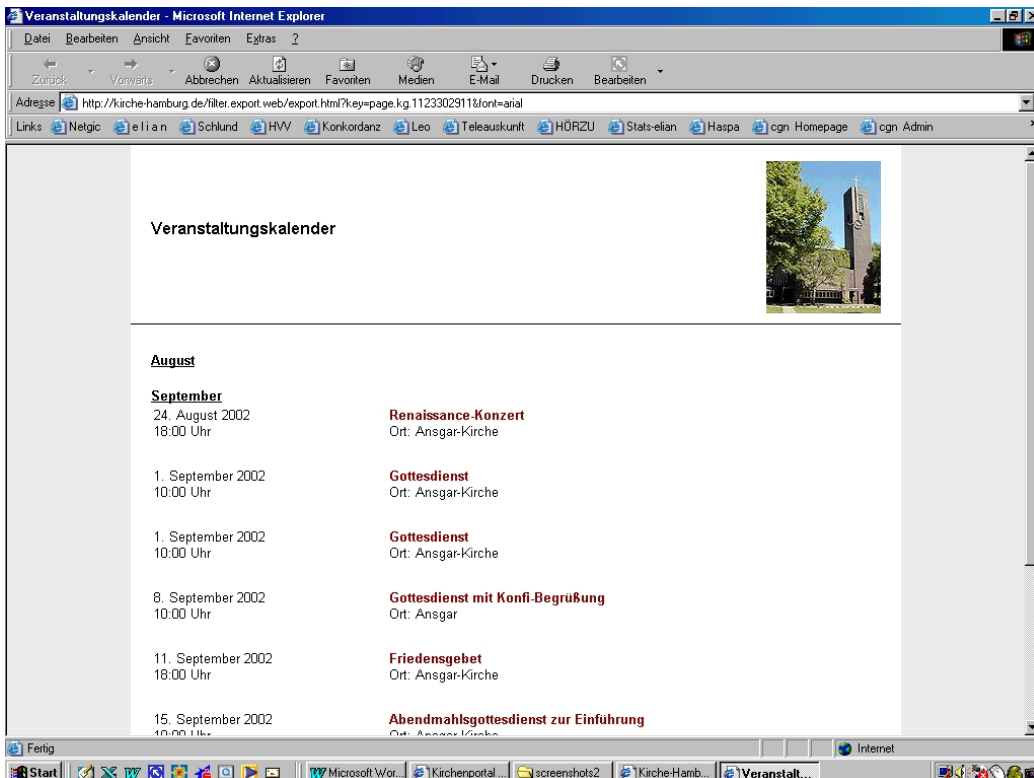 Veranstaltungskalender - Microsoft Internet Explorer
Datei Bearbeiten Ansicht Favoriten Extras ?
Zurück Vorwärts Abbrechen Aktualisieren Favoriten Medien E-Mail Drucken Bearbeiten
Adresse http://kirche-hamburg.de/filter.export.web/export.html?key=page.kg.1123302911&font=arial
Links Netgic elian Schlund HVV Konkordanz Leo Teleauskunft HÖRZU Stats-elian Haspa cgn Homepage cgn Admin
Veranstaltungskalender
August
September
24. August 2002 Renaissance-Konzert
18:00 Uhr Ort: Ansgar-Kirche
1. September 2002 Gottesdienst
10:00 Uhr Ort: Ansgar-Kirche
1. September 2002 Gottesdienst
10:00 Uhr Ort: Ansgar-Kirche
8. September 2002 Gottesdienst mit Konfi-Begrüßung
10:00 Uhr Ort: Ansgar
11. September 2002 Friedensgebet
18:00 Uhr Ort: Ansgar-Kirche
15. September 2002 Abendmahlsgottesdienst zur Einführung
10:00 Uhr Ort: Ansgar-Kirche
Fertig Internet
Start Microsoft Wor... Kirchenportal ... screenshots2 Kirche-Hamb... Veranstalt...